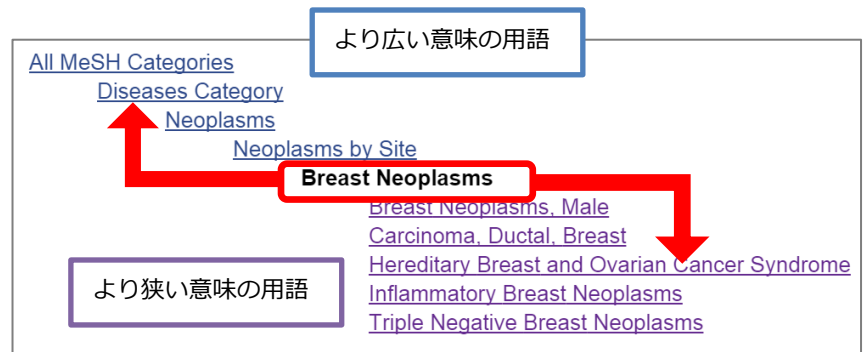 より広い意味の用語
All MeSH Categories
Diseases Category
Neoplasms
Neoplasms by Site
Breast Neoplasms
Breast Neoplasms, Male
Carcinoma, Ductal, Breast
Hereditary Breast and Ovarian Cancer Syndrome
Inflammatory Breast Neoplasms
Triple Negative Breast Neoplasms
より狭い意味の用語